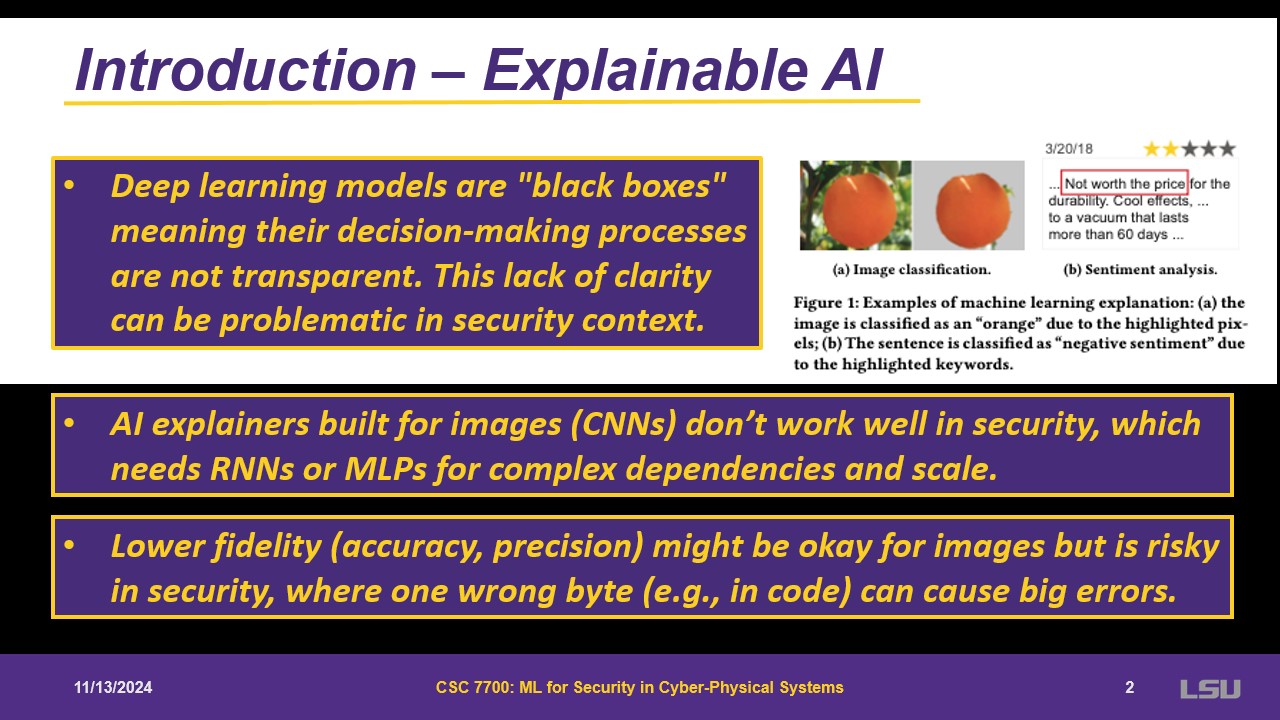 Introduction – Explainable AI
• Deep learning models are "black boxes"
meaning their decision-making processes
are not transparent. This lack of clarity
can be problematic in security context.
3/20/18
... Not worth the price for the
durability. Cool effects, ...
to a vacuum that lasts
more than 60 days ...
(a) Image classification.
(b) Sentiment analysis.
Figure 1: Examples of machine learning explanation: (a) the
image is classified as an “orange” due to the highlighted pix-
els; (b) The sentence is classified as “negative sentiment” due
to the highlighted keywords.
• AI explainers built for images (CNNs) don’t work well in security, which
needs RNNs or MLPs for complex dependencies and scale.
• Lower fidelity (accuracy, precision) might be okay for images but is risky
in security, where one wrong byte (e.g., in code) can cause big errors.
11/13/2024
CSC 7700: ML for Security in Cyber-Physical Systems
2
LSU